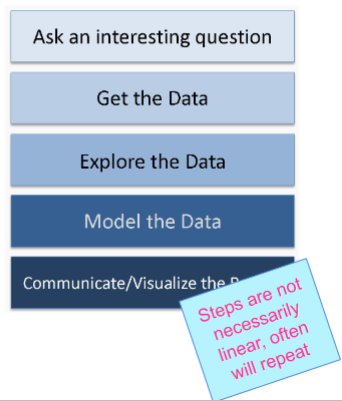 Ask an interesting question
Get the Data
Explore the Data
Model the Data
Communicate/Visualize the
Steps are not
necessarily
linear, often
will repeat